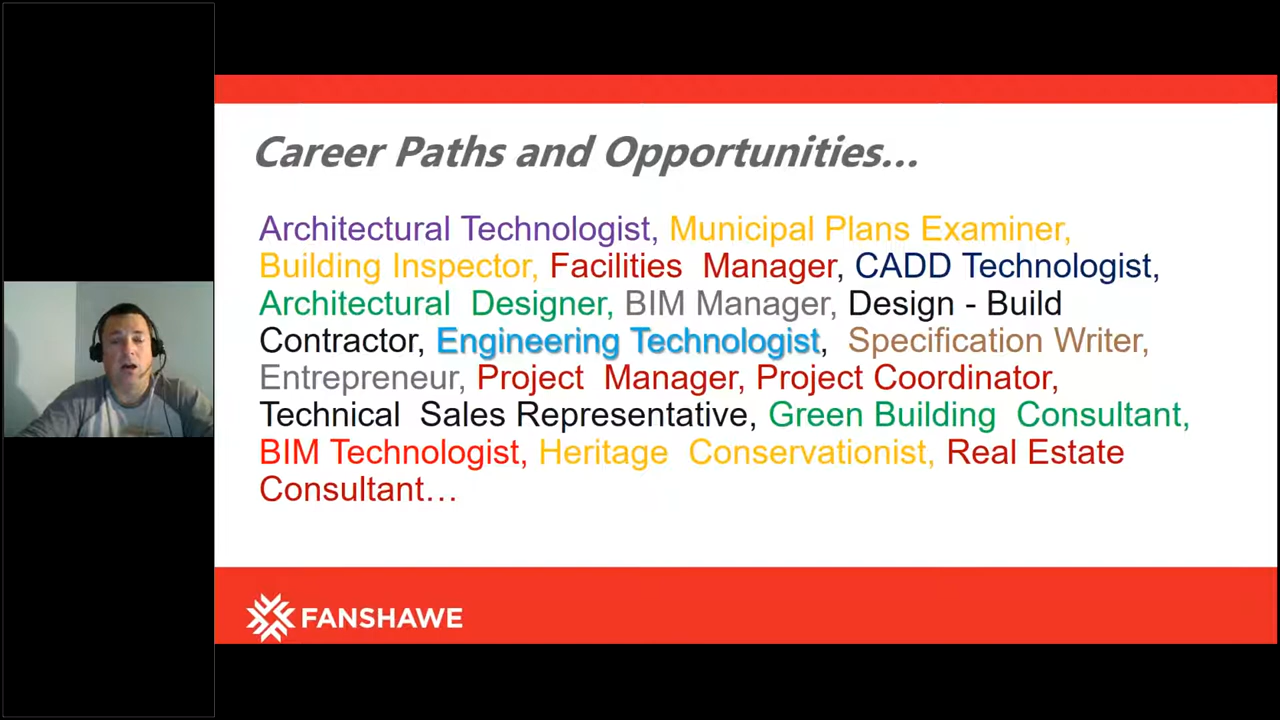 Career Paths and Opportunities...
Architectural Technologist, Municipal Plans Examiner,
Building Inspector, Facilities Manager, CADD Technologist,
Architectural Designer, BIM Manager, Design - Build
Contractor, Engineering Technologist, Specification Writer,
Entrepreneur, Project Manager, Project Coordinator,
Technical Sales Representative, Green Building Consultant,
BIM Technologist, Heritage Conservationist, Real Estate
Consultant…
FANSHAWE